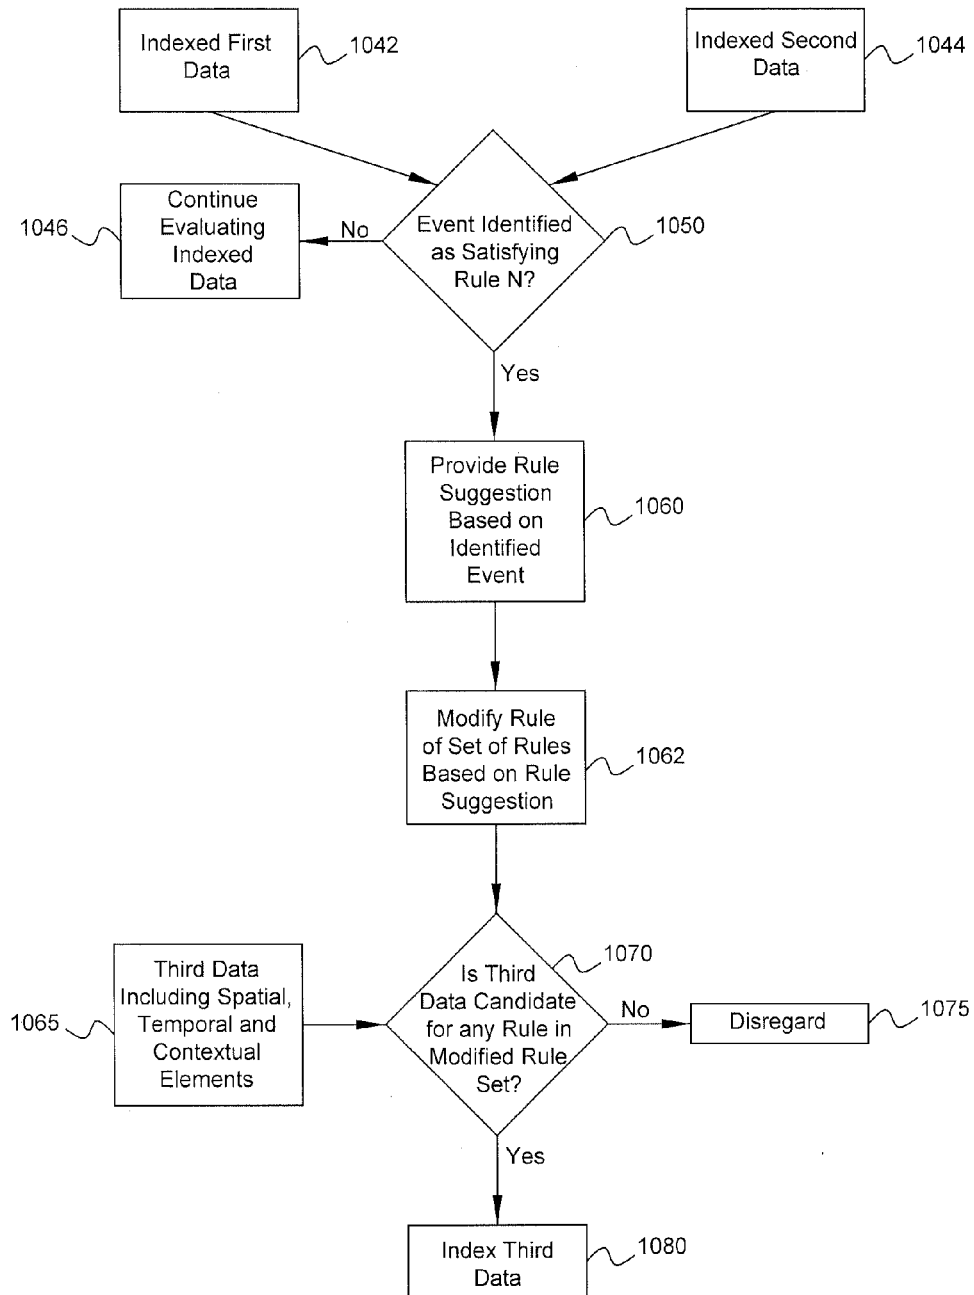 Indexed First
Data
1042
Indexed Second
Data
1044
Continue
Evaluating
Indexed
Data
1046
No
Event Identified
as Satisfying
Rule N?
1050
Yes
Provide Rule
Suggestion
Based on
Identified
Event
1060
Modify Rule
of Set of Rules
Based on Rule
Suggestion
1062
Third Data
Including Spatial,
Temporal and
Contextual
Elements
1065
Is Third
Data Candidate
for any Rule in
Modified Rule
Set?
1070
No
Disregard
1075
Yes
Index Third
Data
1080